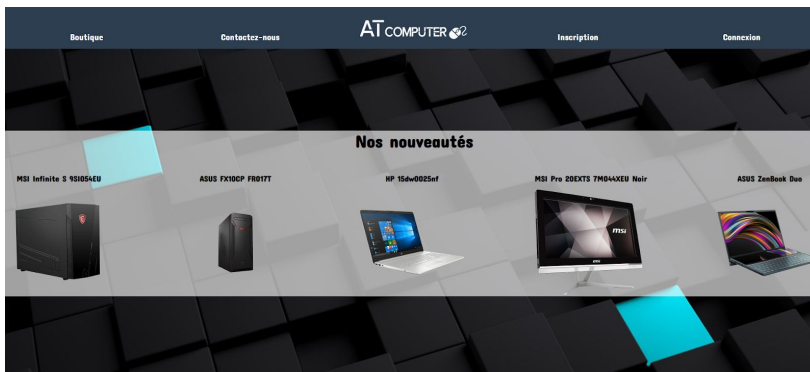 Boutique
Contactez-nous
AT COMPUTER
Inscription
Connexion
Nos nouveautés
MSI Infinite S 9SI054EU
ASUS FX10CP FR017T
HP 15dw0025nf
MSI Pro 20EXTS 7M044XEU Noir
ASUS ZenBook Duo
msi